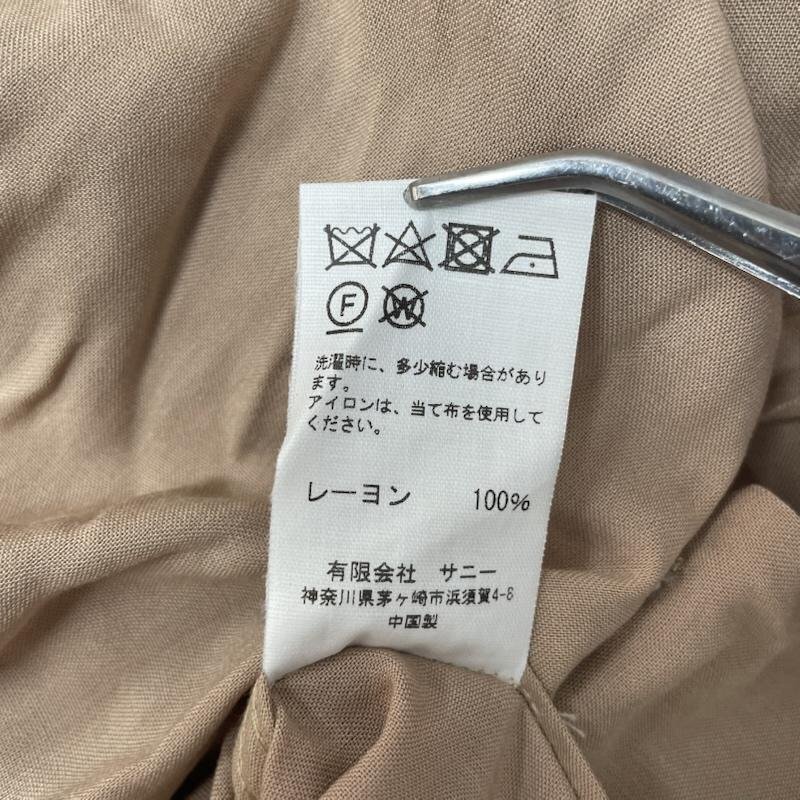 F W
洗濯時に、多少縮む場合があり
ます。
アイロンは、当て布を使用して
ください。
レーヨン 100%
有限会社 サニー
神奈川県茅ヶ崎市浜須賀4-8
中国製